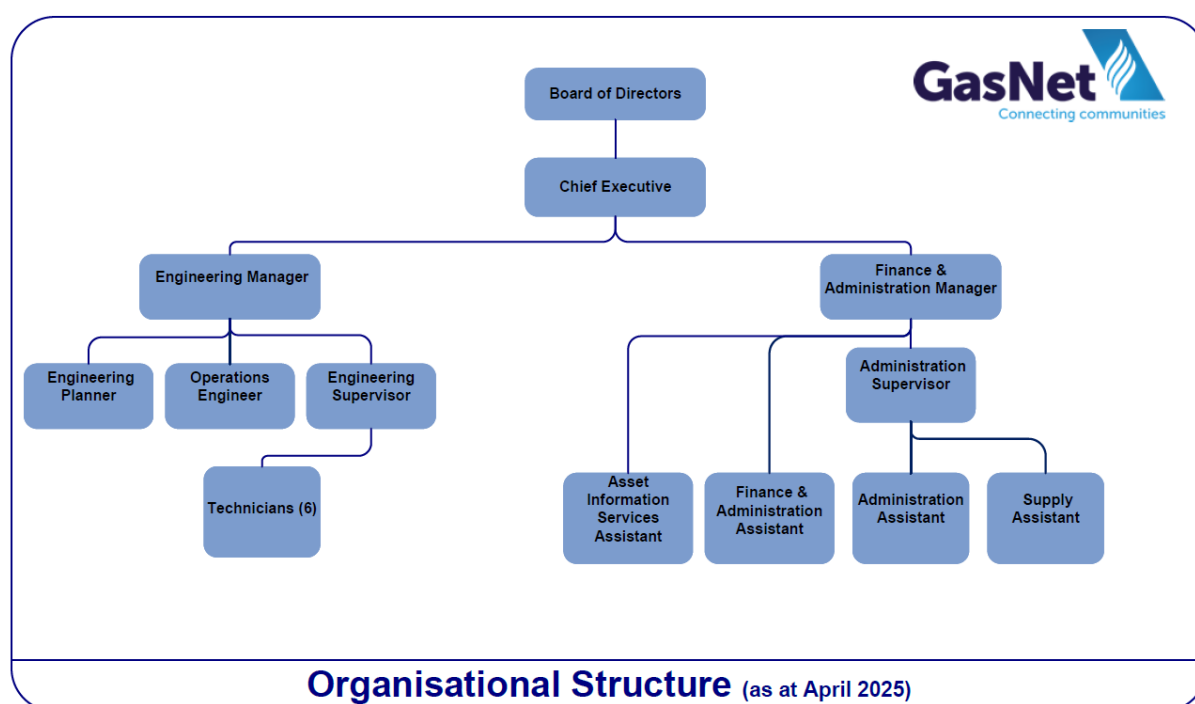 GasNet
Connecting communities
Board of Directors
Chief Executive
Engineering Manager
Finance &
Administration Manager
Engineering
Planner
Operations
Engineer
Engineering
Supervisor
Administration
Supervisor
Technicians (6)
Asset
Information
Services
Assistant
Finance &
Administration
Assistant
Administration
Assistant
Supply
Assistant
Organisational Structure (as at April 2025)